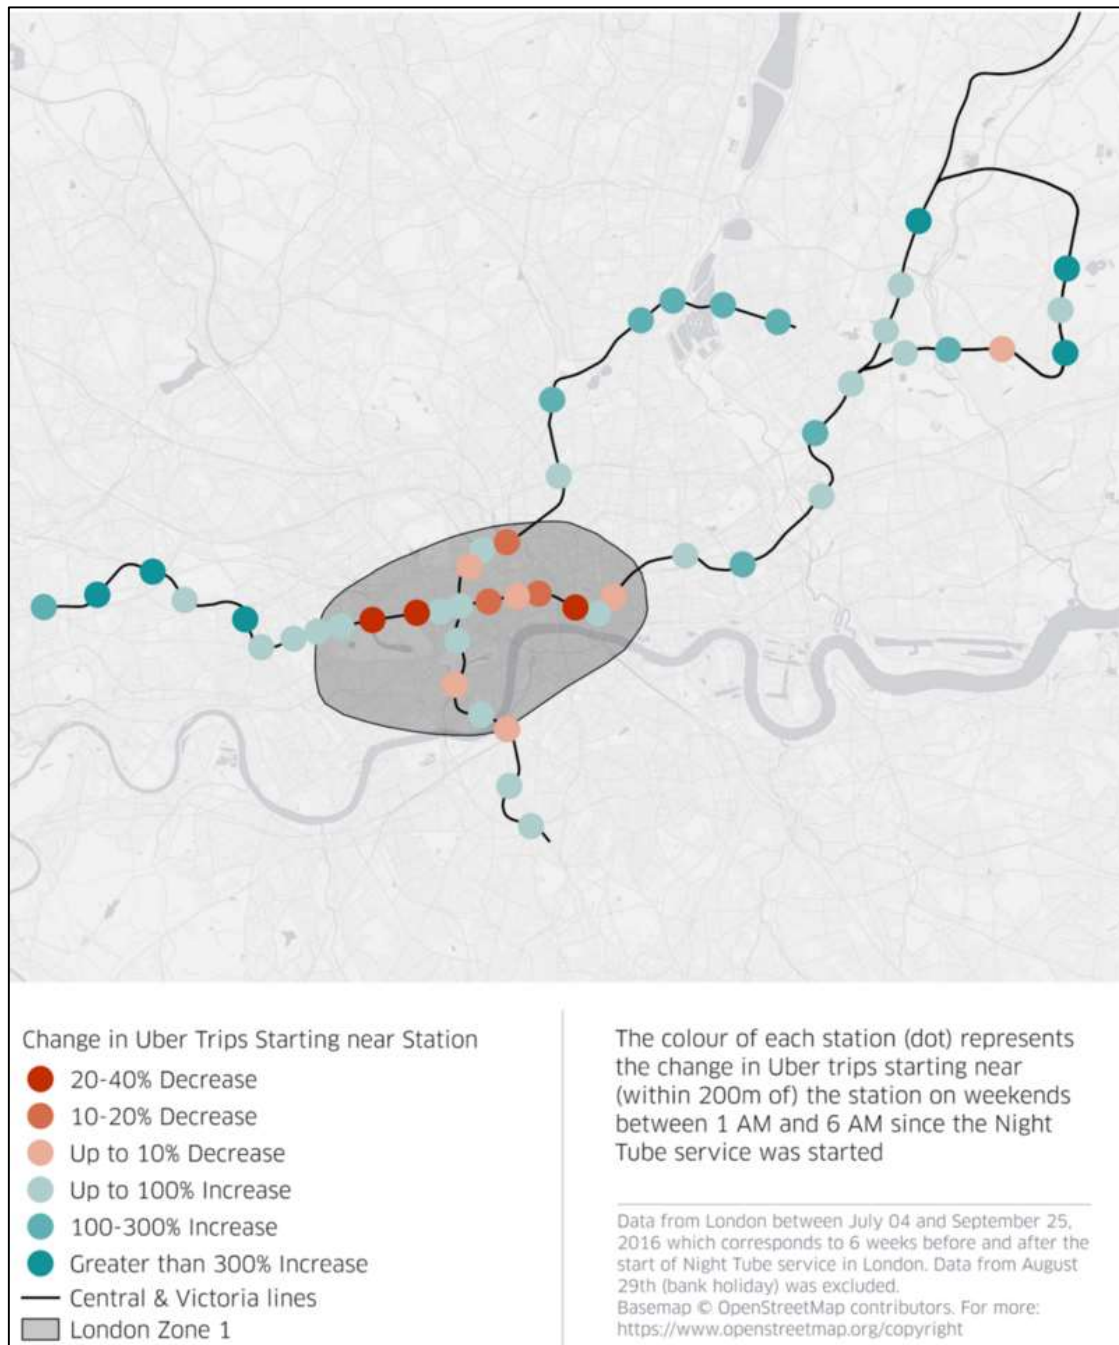 Change in Uber Trips Starting near Station
20-40% Decrease
10-20% Decrease
Up to 10% Decrease
Up to 100% Increase
100-300% Increase
Greater than 300% Increase
Central & Victoria lines
London Zone 1
The colour of each station (dot) represents
the change in Uber trips starting near
(within 200m of) the station on weekends
between 1 AM and 6 AM since the Night
Tube service was started
Data from London between July 04 and September 25,
2016 which corresponds to 6 weeks before and after the
start of Night Tube service in London. Data from August
29th (bank holiday) was excluded.
Basemap © OpenStreetMap contributors. For more:
https://www.openstreetmap.org/copyright